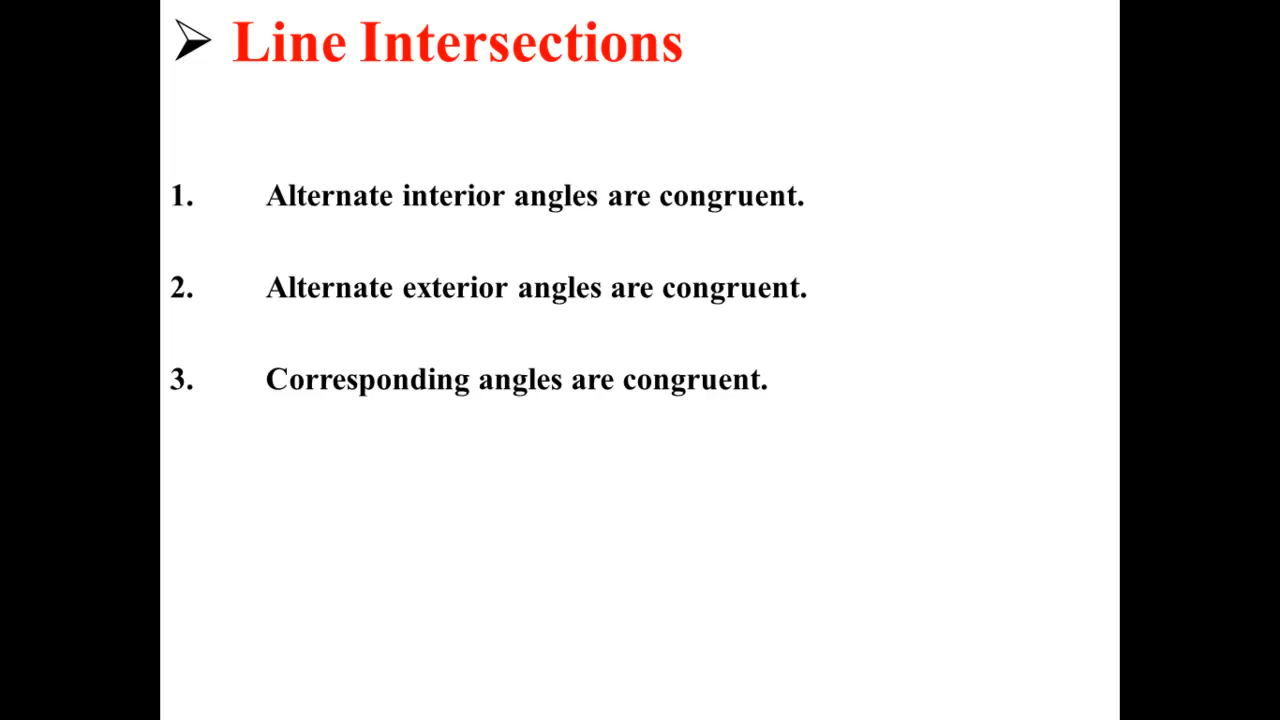 Line Intersections
1. Alternate interior angles are congruent.
2. Alternate exterior angles are congruent.
3. Corresponding angles are congruent.